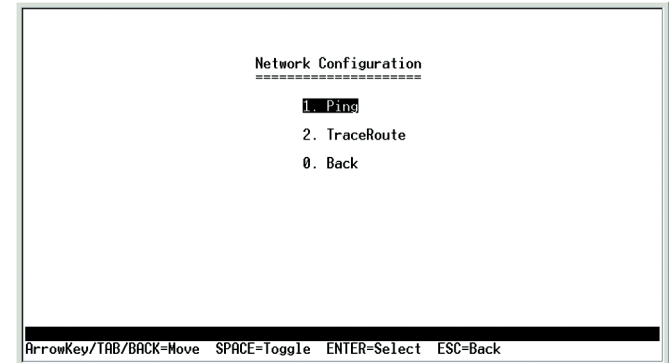 Network Configuration
=====================
1. Ping
2. TraceRoute
0. Back
ArrowKey/TAB/BACK=Move  SPACE=Toggle  ENTER=Select  ESC=Back